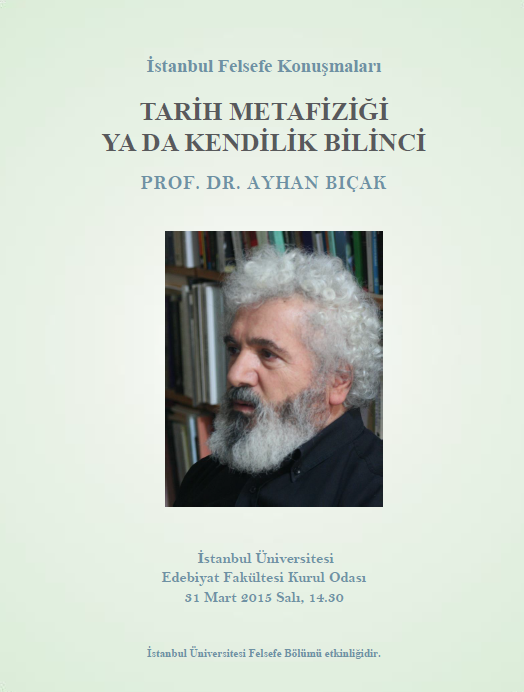 İstanbul Felsefe Konuşmaları
TARİH METAFİZİĞİ
YA DA KENDİLİK BİLİNCİ
PROF. DR. AYHAN BIÇAK
İstanbul Üniversitesi
Edebiyat Fakültesi Kurul Odası
31 Mart 2015 Salı, 14.30
İstanbul Üniversitesi Felsefe Bölümü etkinliğidir.